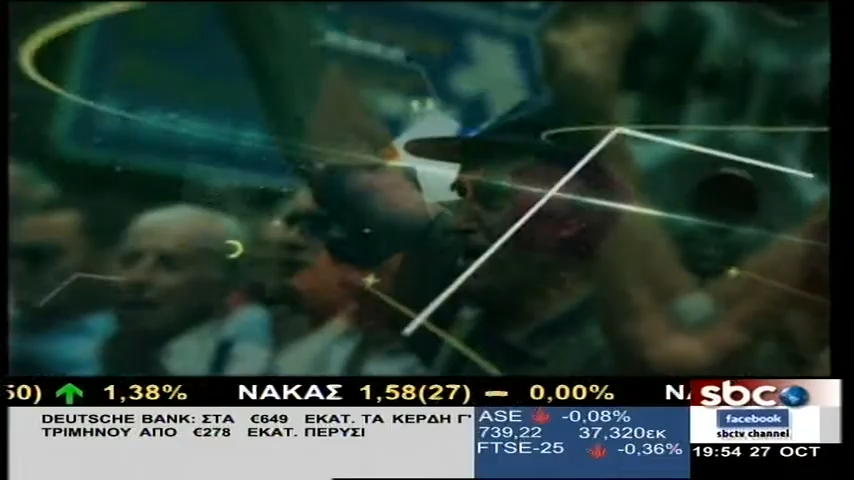 50) 1,38% ΝΑΚΑΣ 1,58(27) 0,00% ΝΑ
sbc
facebook
sbctv channel
19:54 27 OCT
DEUTSCHE BANK: ΣΤΑ €649 ΕΚΑΤ. ΤΑ ΚΕΡΔΗ Γ'
ΤΡΙΜΗΝΟΥ ΑΠΟ €278 ΕΚΑΤ. ΠΕΡΥΣΙ
ASE -0,08%
739,22 37,320εκ
FTSE-25 -0,36%